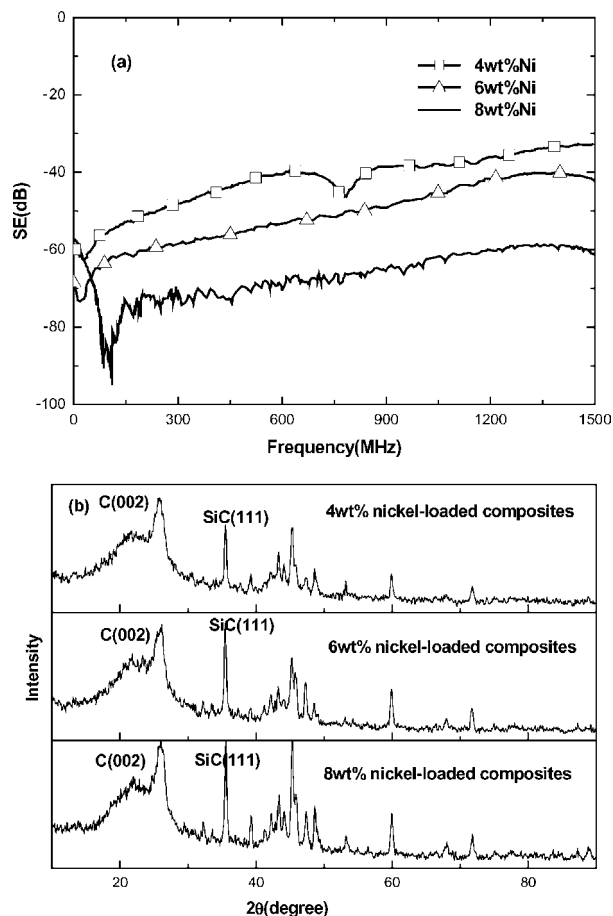 0
-20
-40
-60
-80
-100
SE(dB)
(a)
4wt%Ni
6wt%Ni
8wt%Ni
0 300 600 900 1200 1500
Frequency(MHz)
(b)
C(002)
SiC(111)
4wt% nickel-loaded composites
C(002)
SiC(111)
6wt% nickel-loaded composites
C(002)
SiC(111)
8wt% nickel-loaded composites
Intensity
20 40 60 80
2θ(degree)